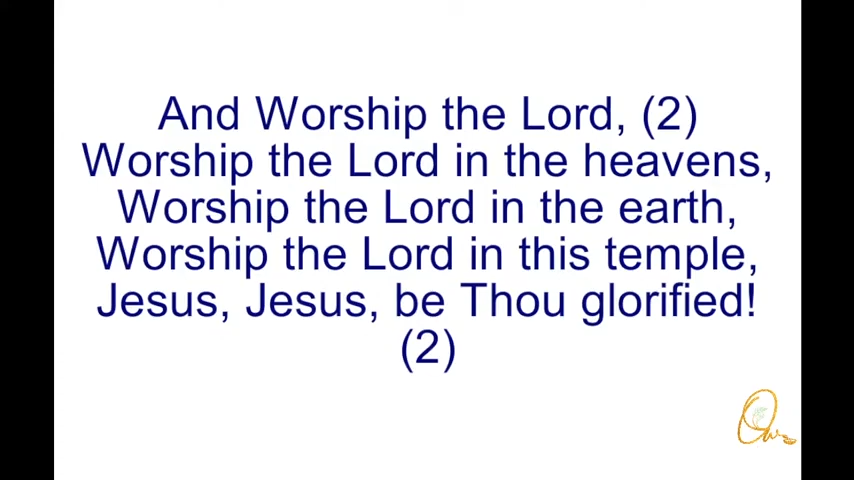 And Worship the Lord, (2)
Worship the Lord in the heavens,
Worship the Lord in the earth,
Worship the Lord in this temple,
Jesus, Jesus, be Thou glorified!
(2)